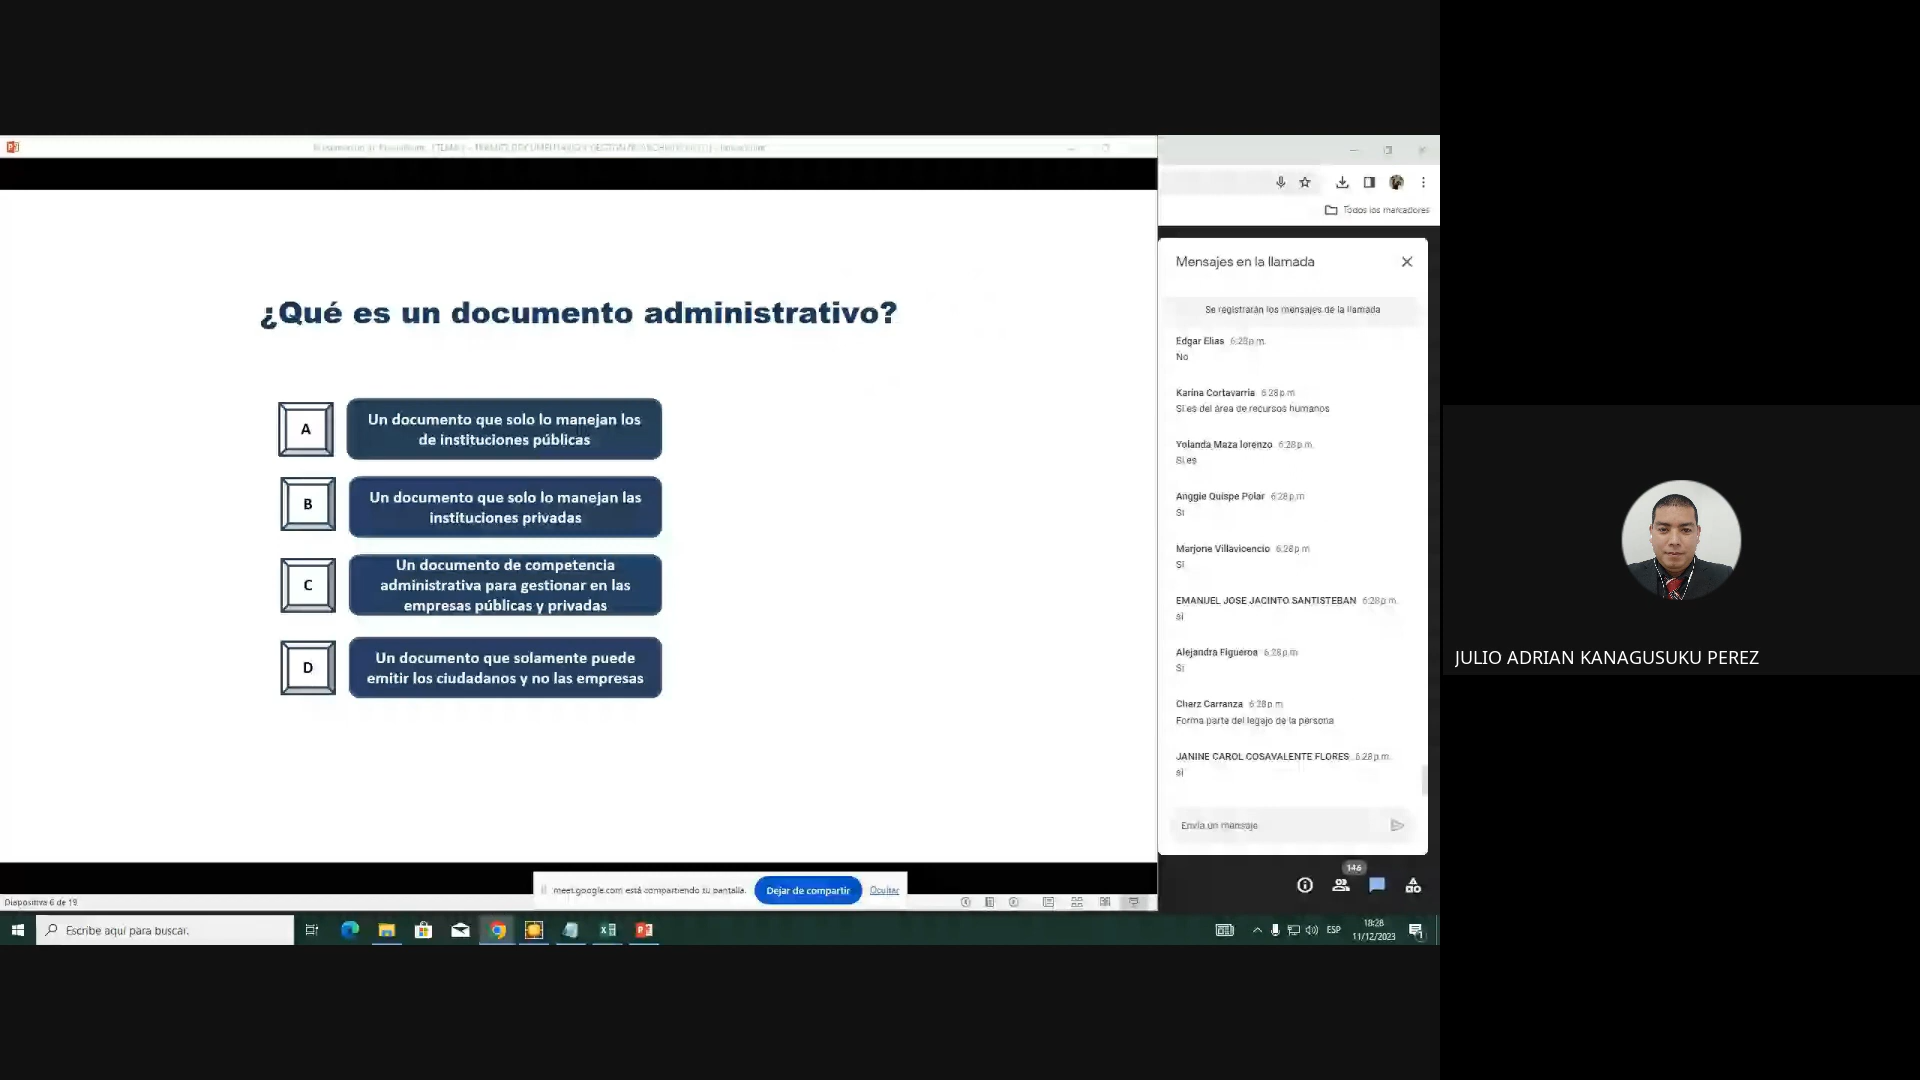 ¿Qué es un documento administrativo?
A
Un documento que solo lo manejan los
de instituciones públicas
B
Un documento que solo lo manejan las
instituciones privadas
C
Un documento de competencia
administrativa para gestionar en las
empresas públicas y privadas
D
Un documento que solamente puede
emitir los ciudadanos y no las empresas
Todos los marcadores
Mensajes en la llamada
Se registrarán los mensajes de la llamada
Edgar Elias 6:28 p.m.
No
Karina Cortavarria 6:28 p.m.
Si es del área de recursos humanos
Yolanda Maza lorenzo 6:28 p.m.
Si es
Anggie Quispe Polar 6:28 p.m.
Si
Marjorie Villavicencio 6:28 p.m.
Si
EMANUEL JOSE JACINTO SANTISTEBAN 6:28 p.m.
si
Alejandra Figueroa 6:28 p.m.
Si
Cherz Carranza 6:28 p.m.
Forma parte del legajo de la persona
JANINE CAROL COSAVALENTE FLORES 6:28 p.m.
si
Envía un mensaje
146
meet.google.com está compartiendo tu pantalla.
Dejar de compartir
Ocultar
Diapositiva 6 de 19
Escribe aquí para buscar.
ESP
18:28
11/12/2023
JULIO ADRIAN KANAGUSUKU PEREZ